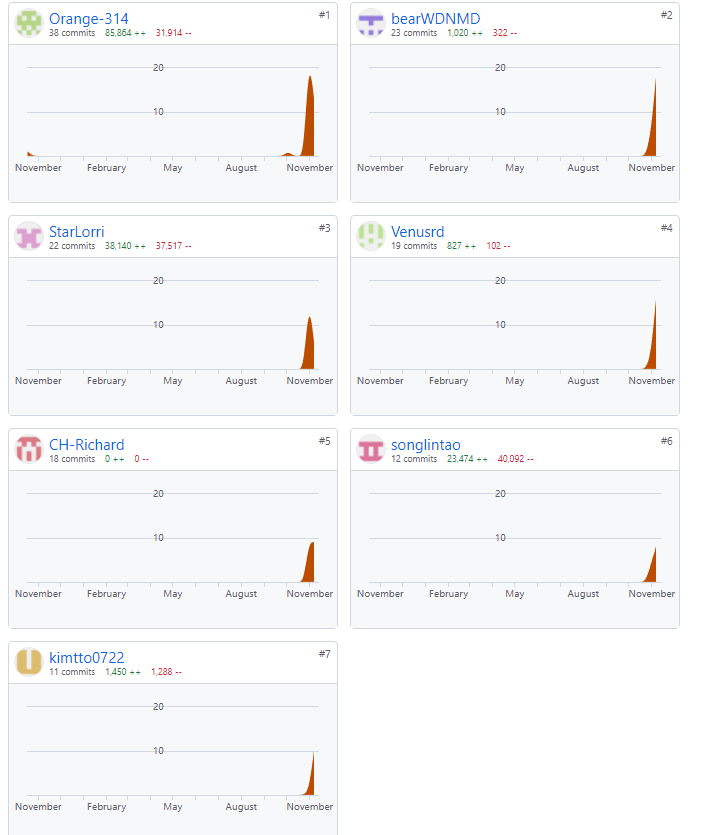 Orange-314 #1
38 commits 85,864 ++ 31,914 --
20
10
November February May August November
bearWDNMD #2
23 commits 1,020 ++ 322 --
20
10
November February May August November
StarLorri #3
22 commits 38,140 ++ 37,517 --
20
10
November February May August November
Venusrd #4
19 commits 827 ++ 102 --
20
10
November February May August November
CH-Richard #5
18 commits 0 ++ 0 --
20
10
November February May August November
songlintao #6
12 commits 23,474 ++ 40,092 --
20
10
November February May August November
kimtto0722 #7
11 commits 1,450 ++ 1,288 --
20
10
November February May August November